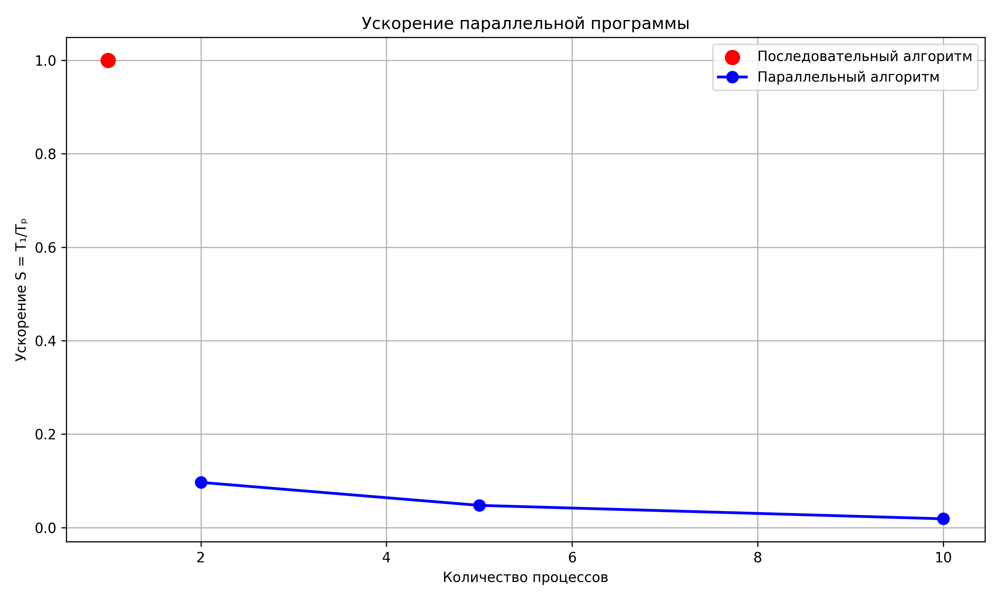 Ускорение параллельной программы
Последовательный алгоритм
Параллельный алгоритм
Ускорение S = T₁/Tₚ
1.0
0.8
0.6
0.4
0.2
0.0
2 4 6 8 10
Количество процессов